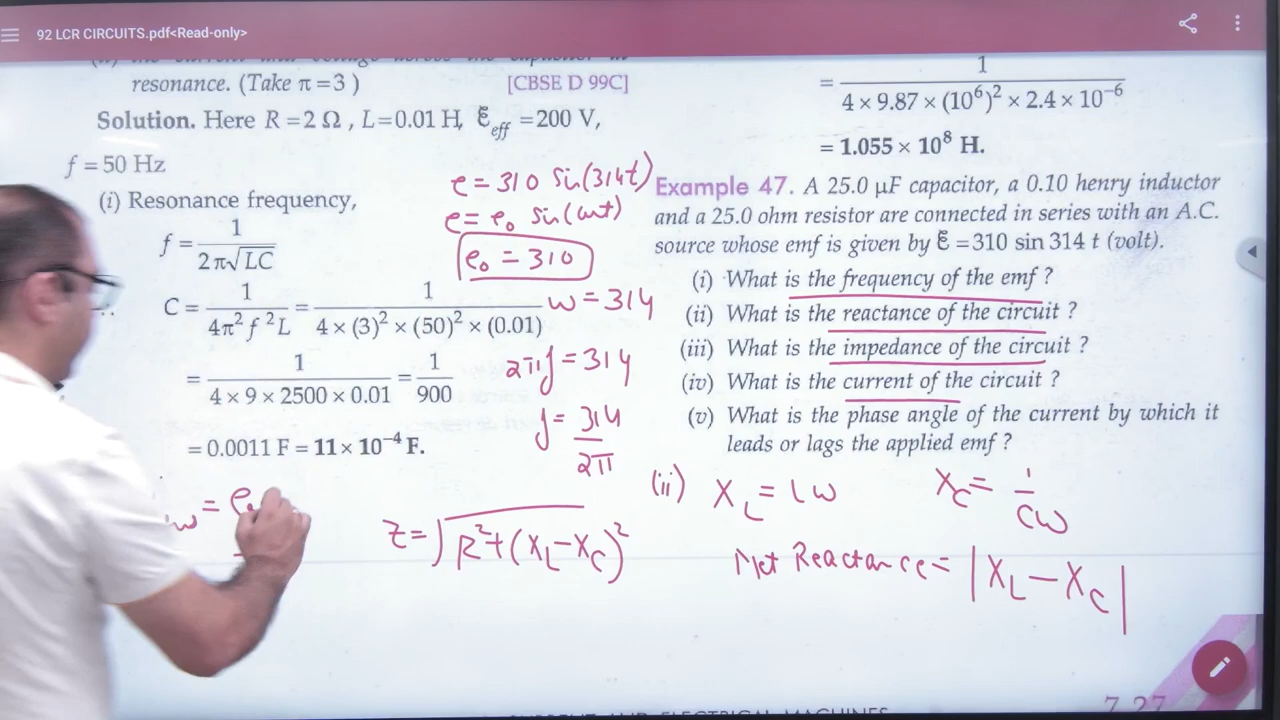 92 LCR CIRCUITS.pdf<Read-only>
resonance. (Take π = 3 ) [CBSE D 99C]
Solution. Here R = 2 Ω, L = 0.01 H, ℰeff = 200 V,
f = 50 Hz
(i) Resonance frequency,
f = 1 / 2π√LC
∴ C = 1 / 4π² f² L = 1 / 4 × (3)² × (50)² × (0.01)
= 1 / 4 × 9 × 2500 × 0.01 = 1 / 900
= 0.0011 F = 11 × 10⁻⁴ F.
e = 310 sin(314t)
e = e₀ sin(ωt)
e₀ = 310
ω = 314
2πf = 314
f = 314 / 2π
Z = √R² + (X_L − X_C)²
= 1 / 4 × 9.87 × (10⁶)² × 2.4 × 10⁻⁶
= 1.055 × 10⁸ H.
Example 47. A 25.0 μF capacitor, a 0.10 henry inductor
and a 25.0 ohm resistor are connected in series with an A.C.
source whose emf is given by ℰ = 310 sin 314 t (volt).
(i) What is the frequency of the emf ?
(ii) What is the reactance of the circuit ?
(iii) What is the impedance of the circuit ?
(iv) What is the current of the circuit ?
(v) What is the phase angle of the current by which it
leads or lags the applied emf ?
(ii) X_L = Lω X_C = 1 / Cω
Net Reactance = |X_L − X_C|
7.27